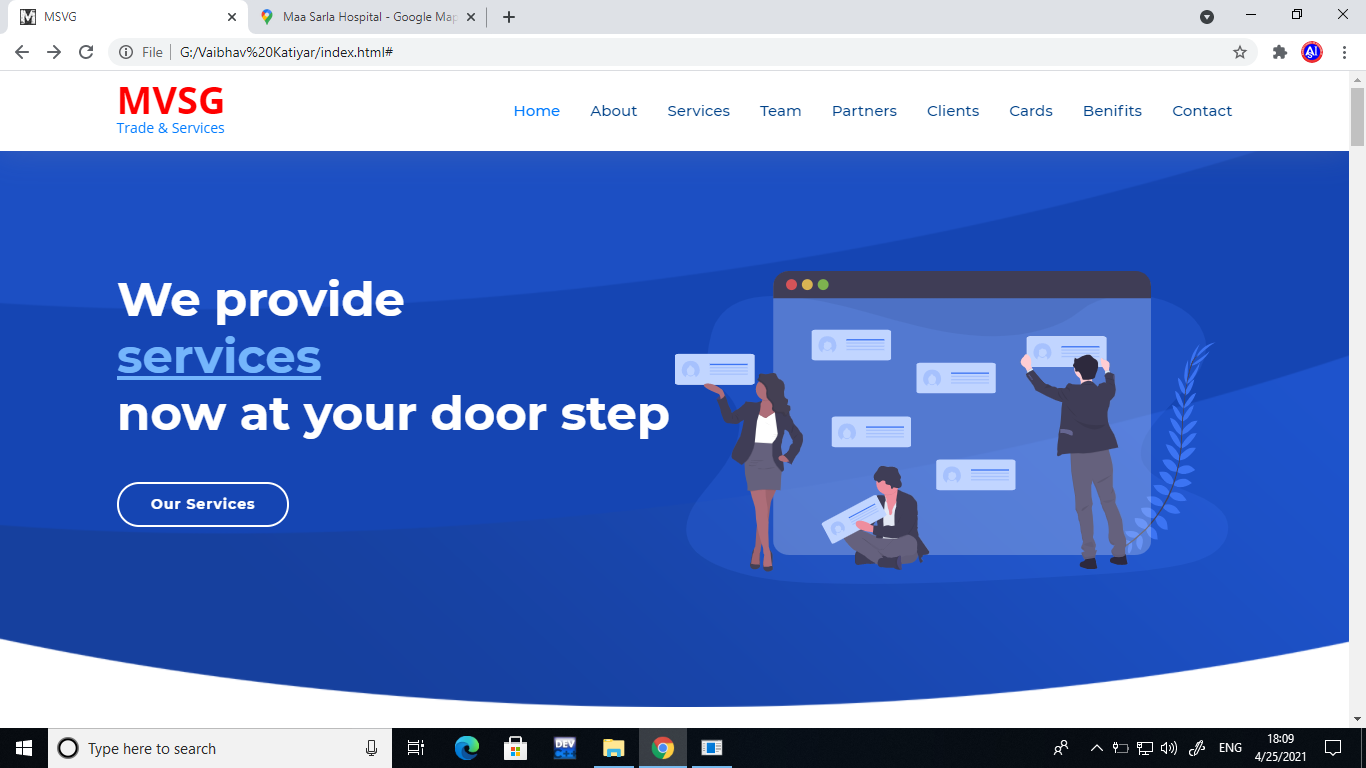 MSVG
Maa Sarla Hospital - Google Map
File
G:/Vaibhav%20Katiyar/index.html#
MVSG
Trade & Services
Home
About
Services
Team
Partners
Clients
Cards
Benifits
Contact
We provide
services
now at your door step
Our Services
Type here to search
DEV
ENG
18:09
4/25/2021